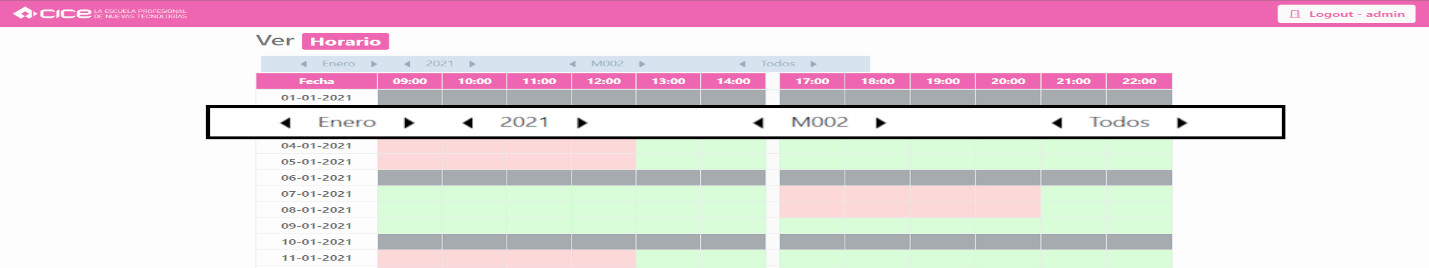 CICE LA ESCUELA PROFESIONAL
DE NUEVAS TECNOLOGÍAS
Logout - admin
Ver Horario
Enero 2021 M002 Todos
Fecha 09:00 10:00 11:00 12:00 13:00 14:00 17:00 18:00 19:00 20:00 21:00 22:00
01-01-2021
Enero 2021 M002 Todos
04-01-2021
05-01-2021
06-01-2021
07-01-2021
08-01-2021
09-01-2021
10-01-2021
11-01-2021